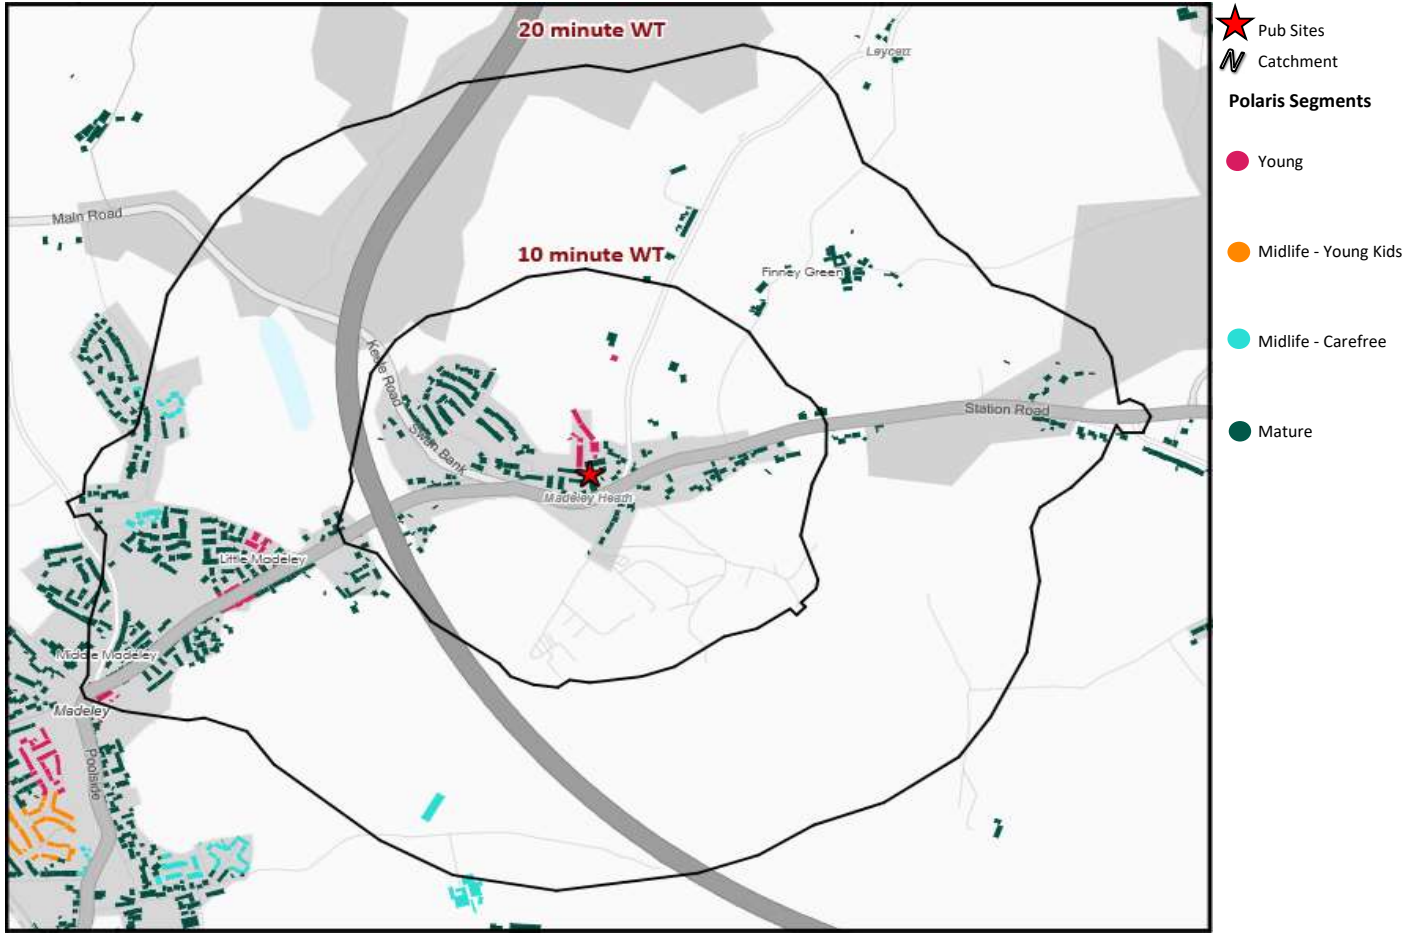 20 minute WT
Leycett
Main Road
10 minute WT
Finney Green
Keele Road
Swan Bank
Station Road
Madeley Heath
Little Madeley
Middle Madeley
Madeley
Poolside
Pub Sites
Catchment
Polaris Segments
Young
Midlife - Young Kids
Midlife - Carefree
Mature